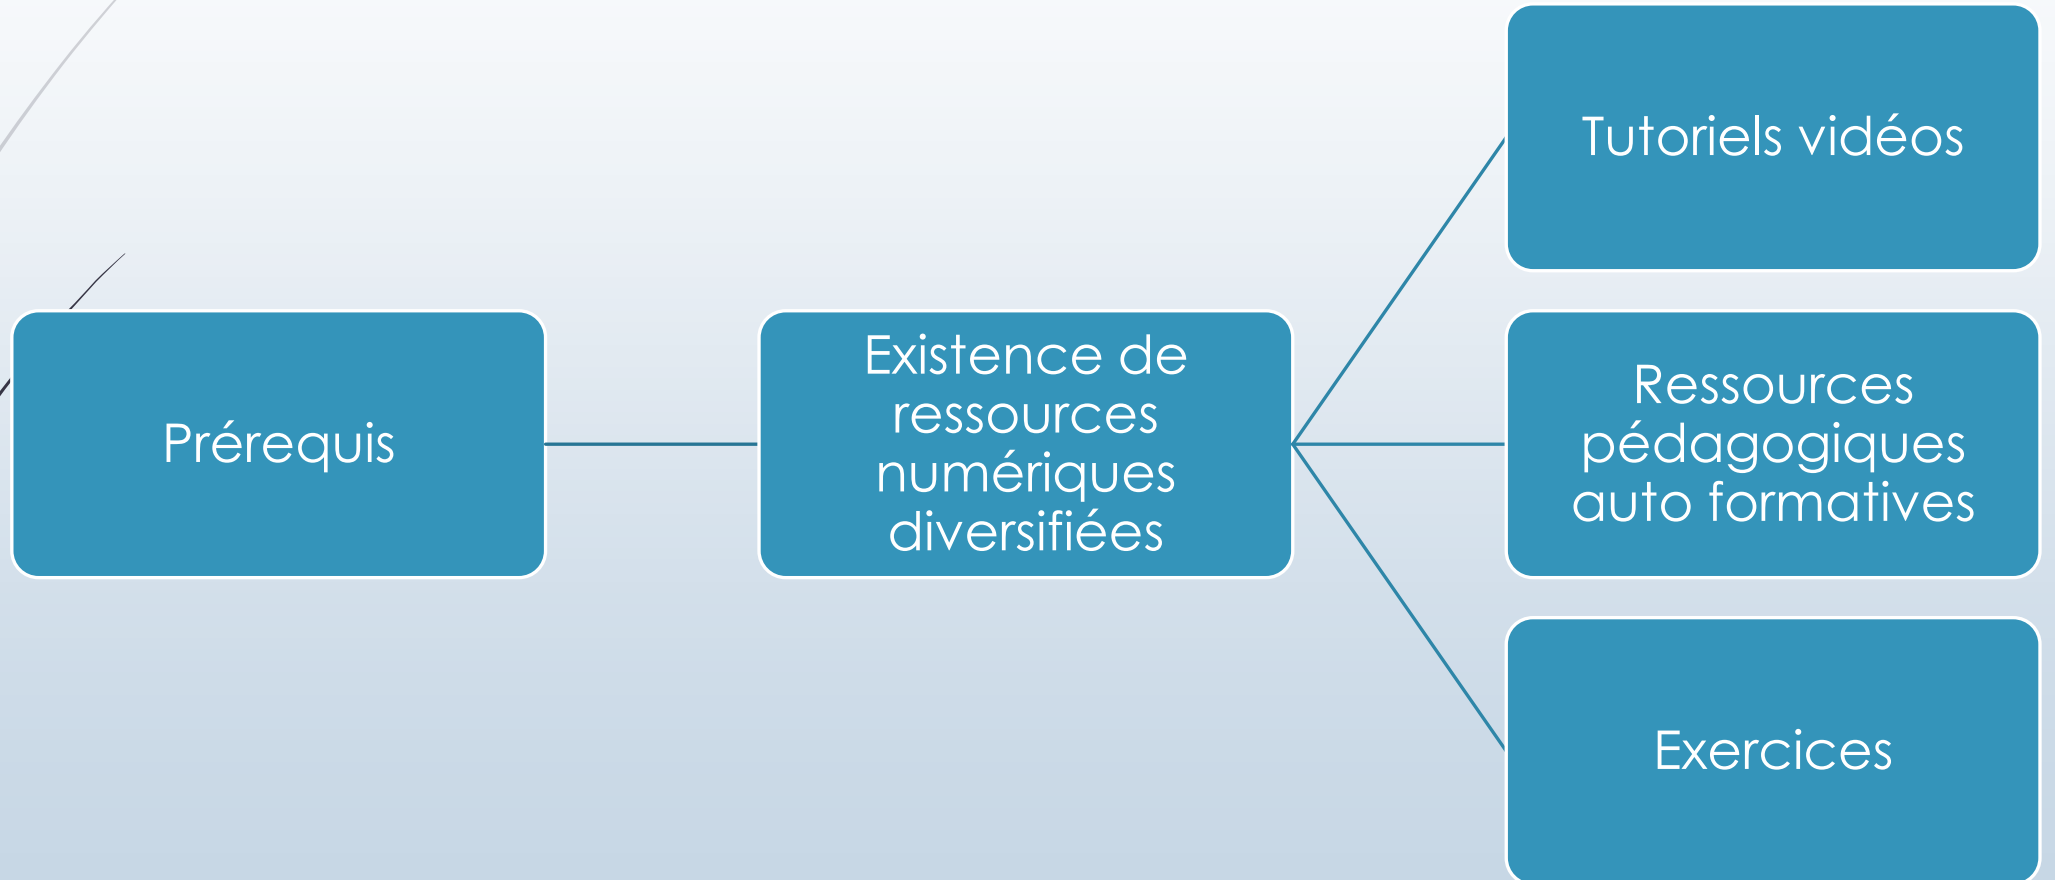 Prérequis
Existence de
ressources
numériques
diversifiées
Tutoriels vidéos
Ressources
pédagogiques
auto formatives
Exercices